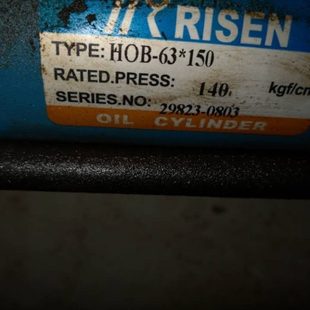 RISEN
TYPE: HOB-63*150
RATED.PRESS: 140 kgf/cm
SERIES.NO: 29823-0803
OIL CYLINDER